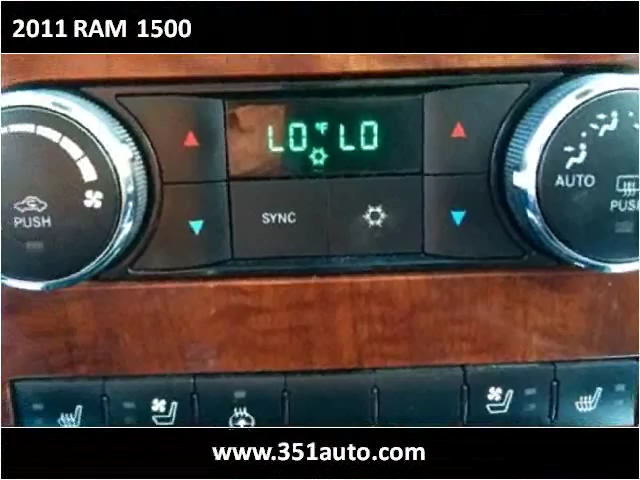 2011 RAM 1500
LO °F LO
AUTO
PUSH
SYNC
PUSH
www.351auto.com